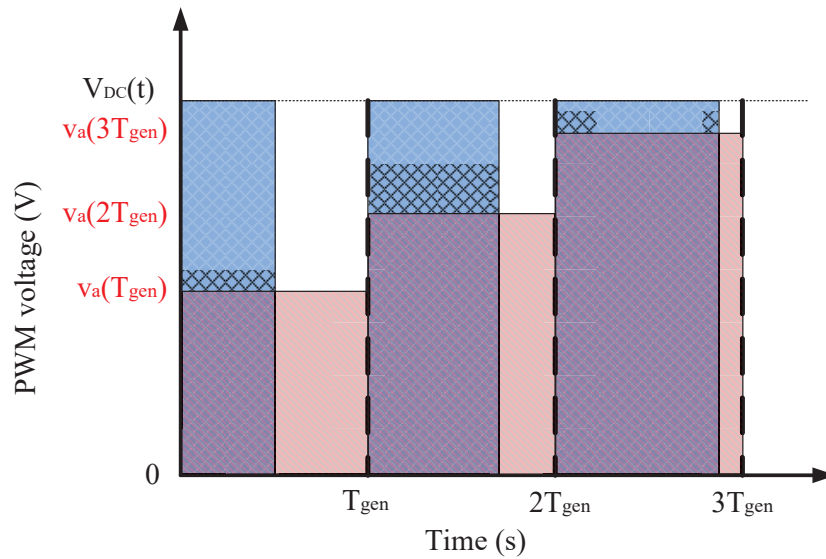 VDC(t)
va(3Tgen)
va(2Tgen)
va(Tgen)
PWM voltage (V)
0
Tgen
2Tgen
3Tgen
Time (s)